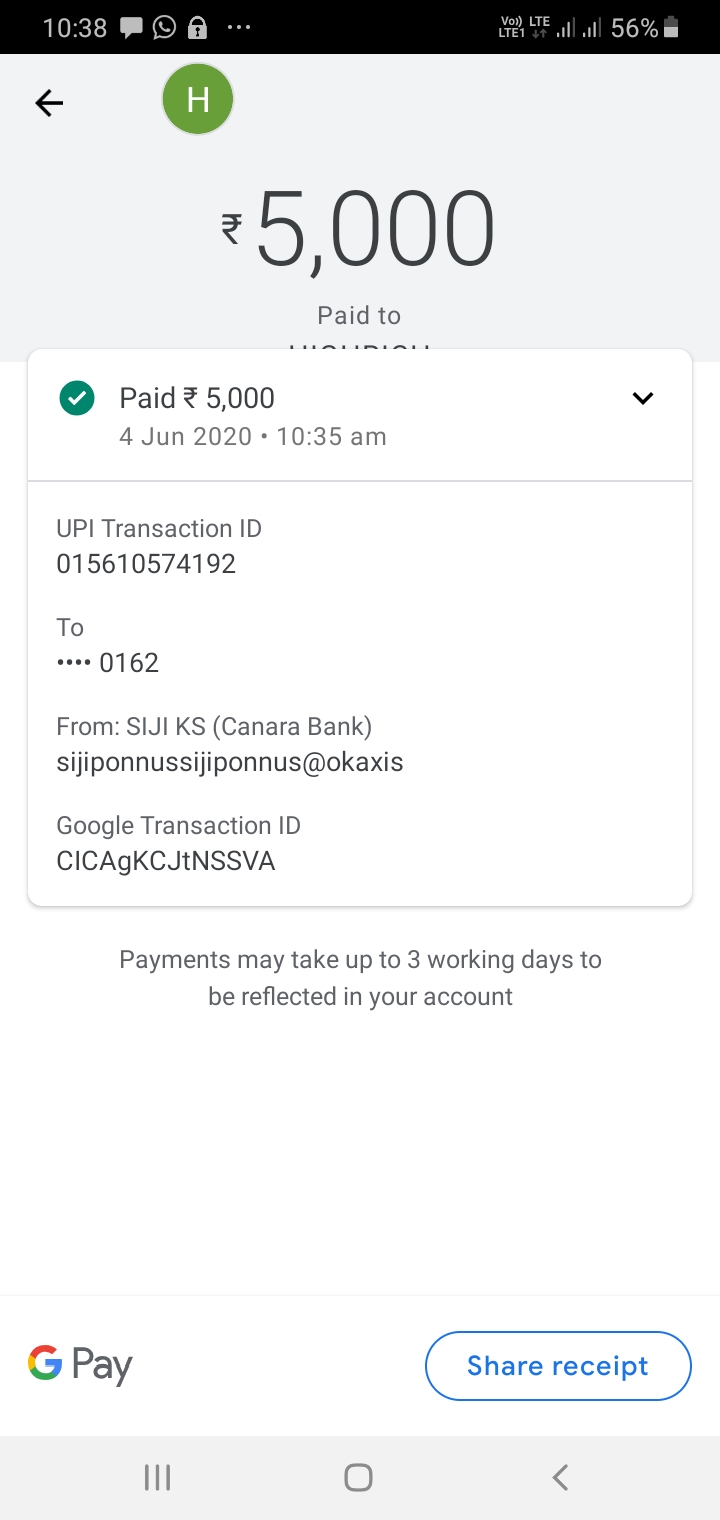 10:38
Vo)) LTE
LTE1
56%
H
₹5,000
Paid to
Paid ₹ 5,000
4 Jun 2020 • 10:35 am
UPI Transaction ID
015610574192
To
•••• 0162
From: SIJI KS (Canara Bank)
sijiponnussijiponnus@okaxis
Google Transaction ID
CICAgKCJtNSSVA
Payments may take up to 3 working days to
be reflected in your account
G Pay
Share receipt